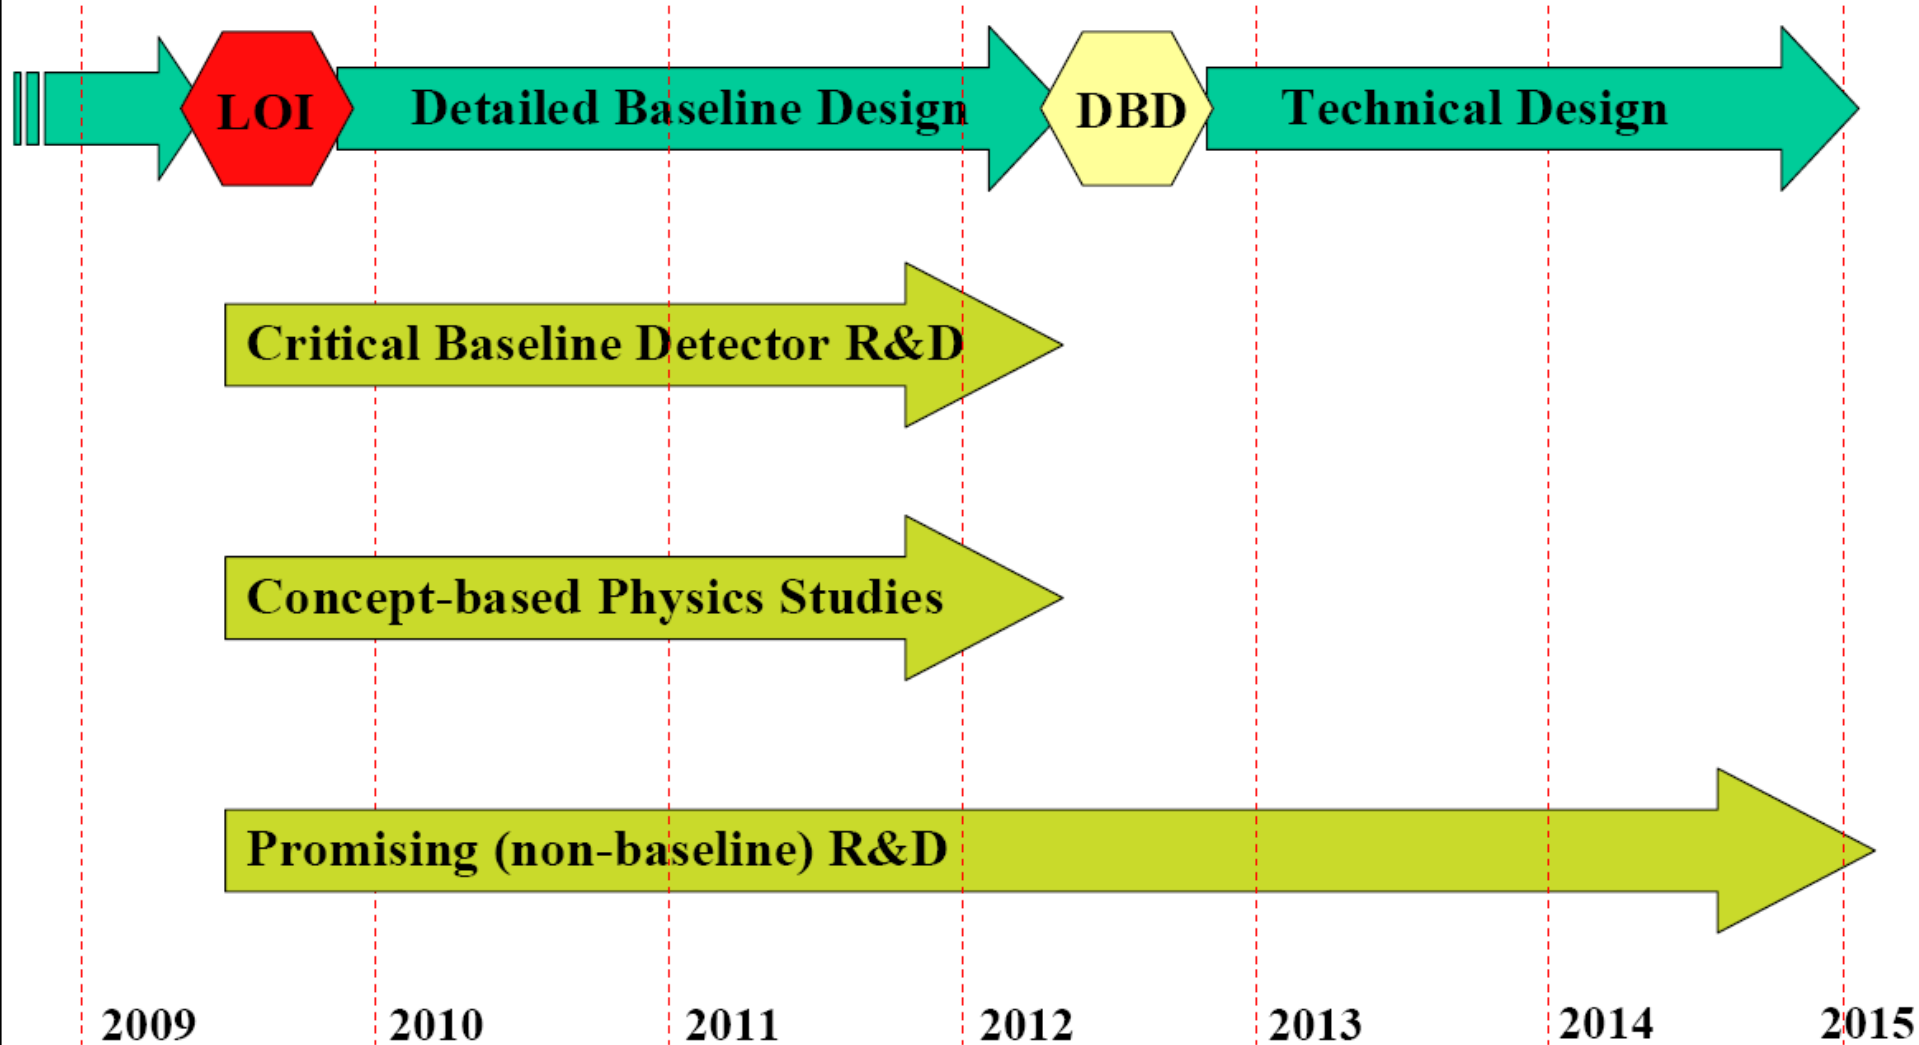 LOI
Detailed Baseline Design
DBD
Technical Design
Critical Baseline Detector R&D
Concept-based Physics Studies
Promising (non-baseline) R&D
2009
2010
2011
2012
2013
2014
2015